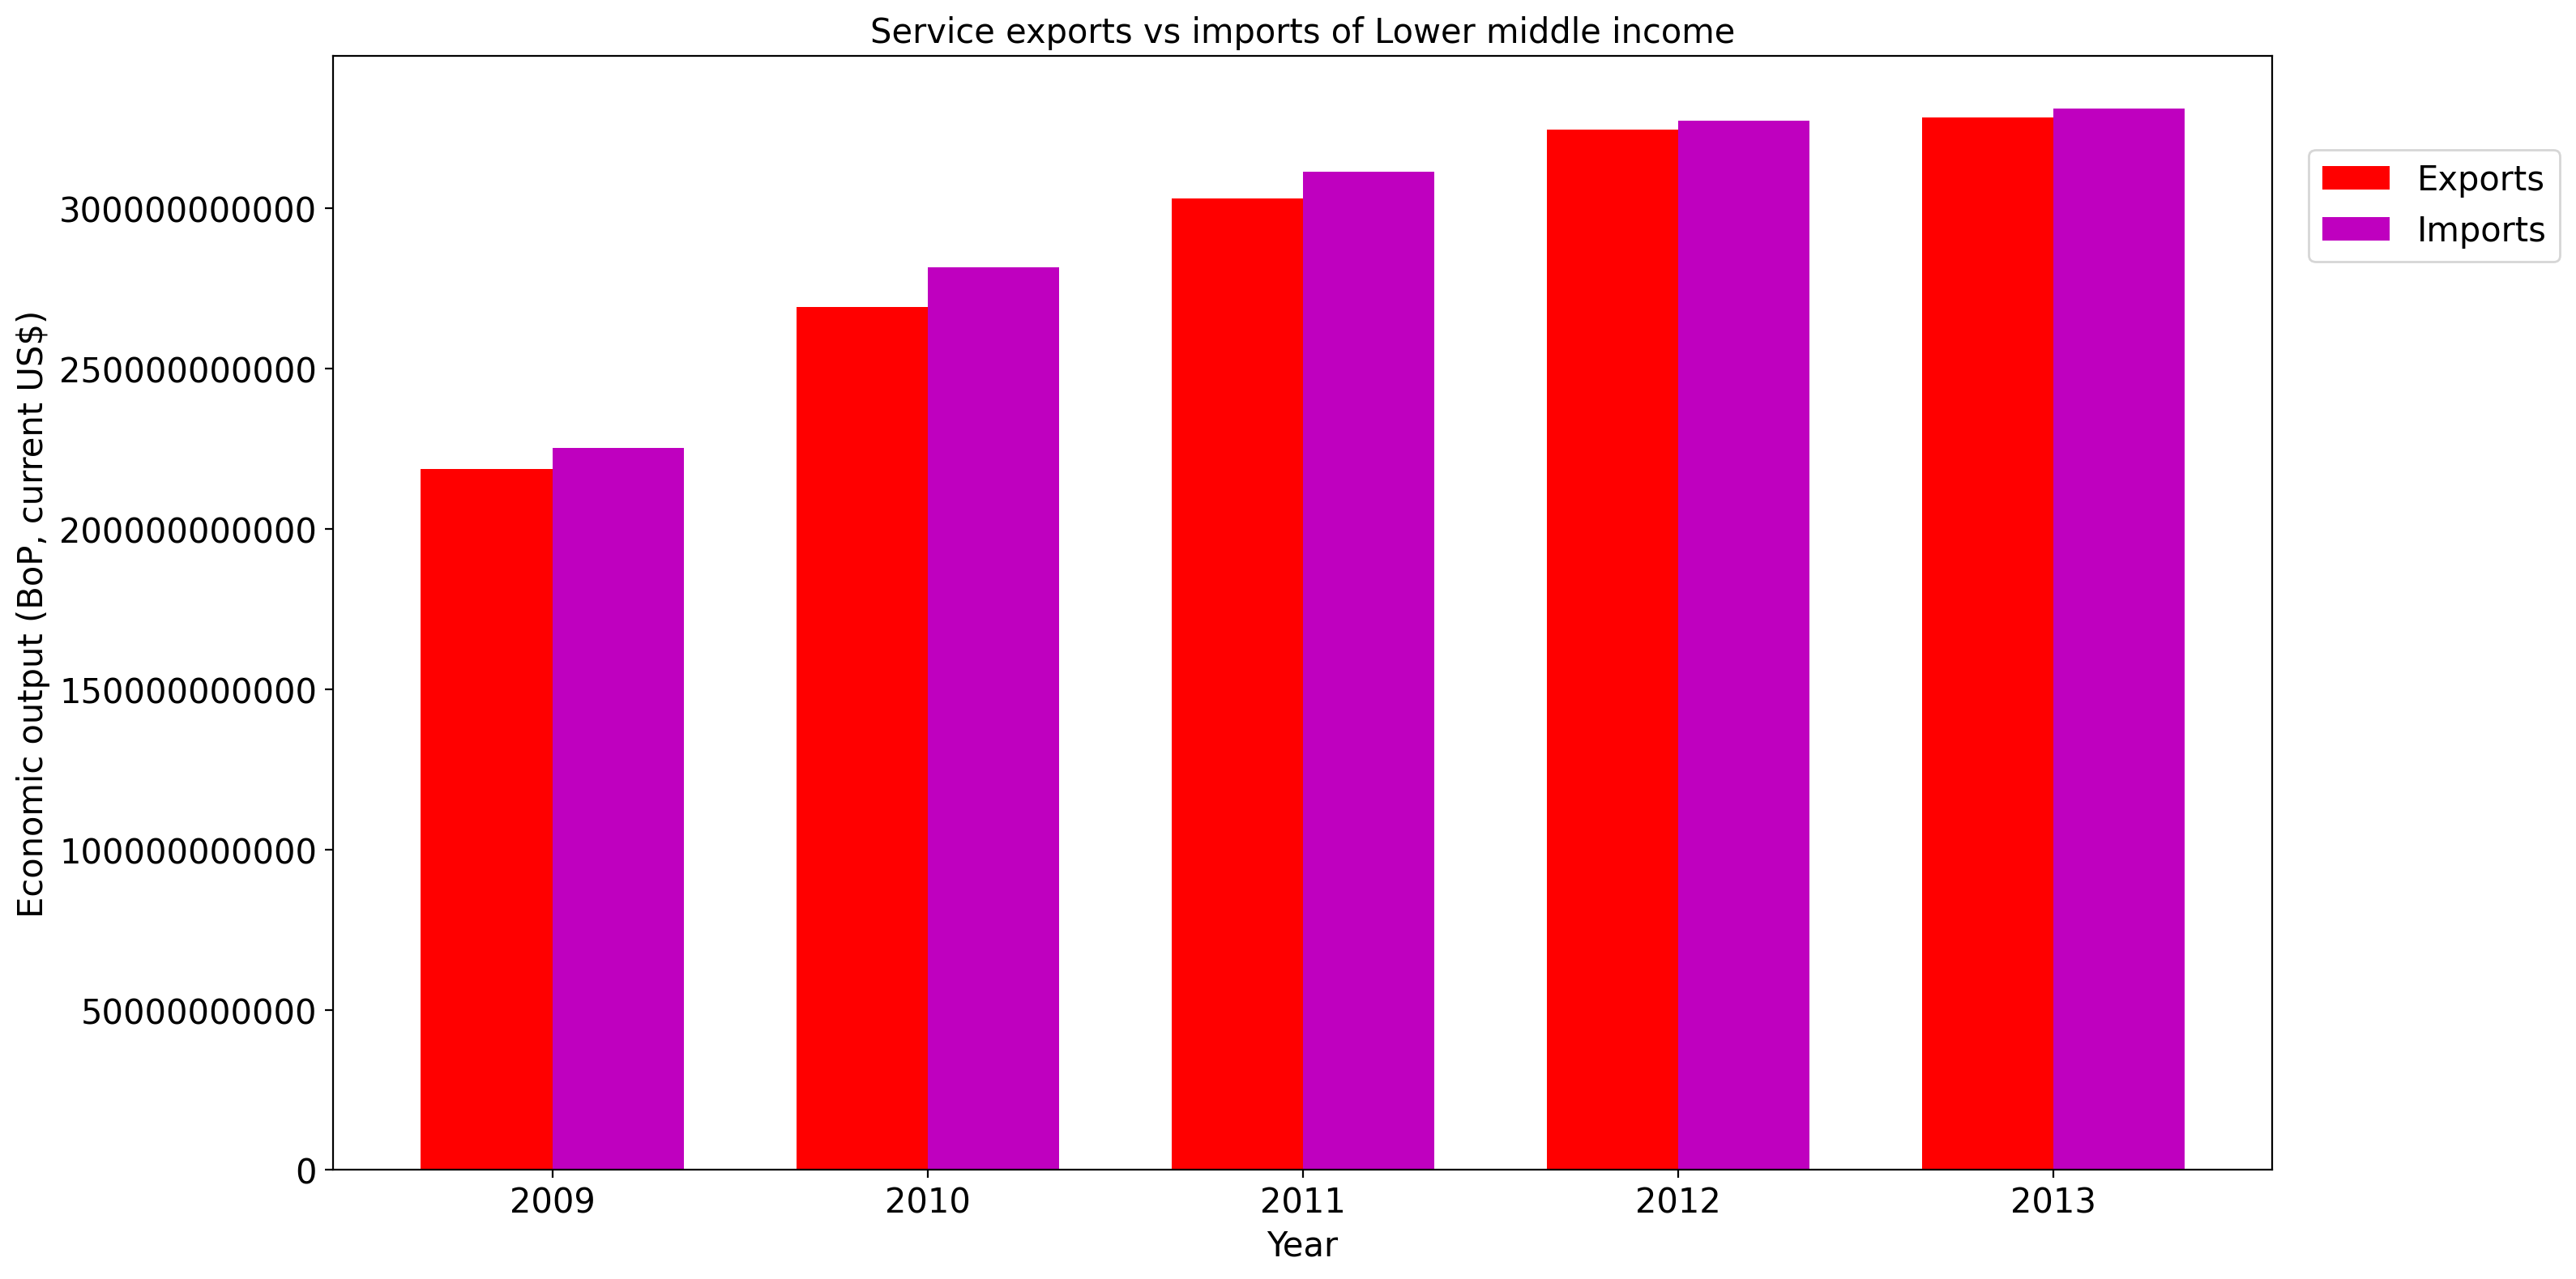 Service exports vs imports of Lower middle income
Economic output (BoP, current US$)
300000000000
250000000000
200000000000
150000000000
100000000000
50000000000
0
2009 2010 2011 2012 2013
Year
Exports
Imports